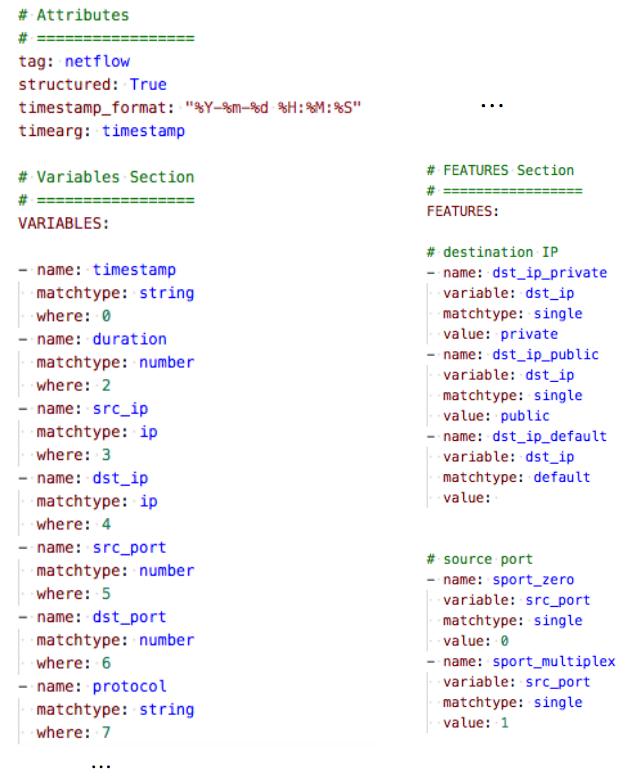 # Attributes
# =================
tag: netflow
structured: True
timestamp_format: "%Y-%m-%d %H:%M:%S"
timearg: timestamp
# Variables Section
# =================
VARIABLES:
- name: timestamp
matchtype: string
where: 0
- name: duration
matchtype: number
where: 2
- name: src_ip
matchtype: ip
where: 3
- name: dst_ip
matchtype: ip
where: 4
- name: src_port
matchtype: number
where: 5
- name: dst_port
matchtype: number
where: 6
- name: protocol
matchtype: string
where: 7
...
...
# FEATURES Section
# =================
FEATURES:
# destination IP
- name: dst_ip_private
variable: dst_ip
matchtype: single
value: private
- name: dst_ip_public
variable: dst_ip
matchtype: single
value: public
- name: dst_ip_default
variable: dst_ip
matchtype: default
value:
# source port
- name: sport_zero
variable: src_port
matchtype: single
value: 0
- name: sport_multiplex
variable: src_port
matchtype: single
value: 1